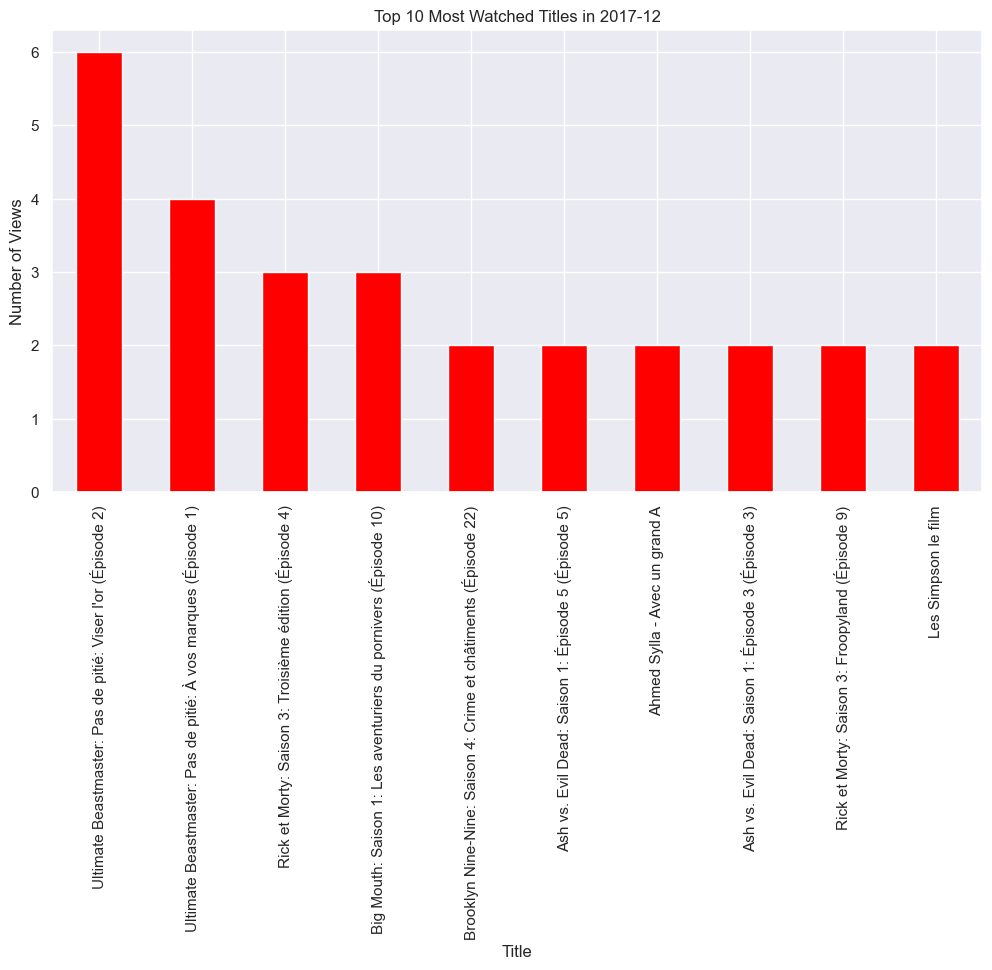 Top 10 Most Watched Titles in 2017-12
Number of Views
6
5
4
3
2
1
0
Ultimate Beastmaster: Pas de pitié: Viser l'or (Épisode 2)
Ultimate Beastmaster: Pas de pitié: À vos marques (Épisode 1)
Rick et Morty: Saison 3: Troisième édition (Épisode 4)
Big Mouth: Saison 1: Les aventuriers du pornivers (Épisode 10)
Brooklyn Nine-Nine: Saison 4: Crime et châtiments (Épisode 22)
Ash vs. Evil Dead: Saison 1: Épisode 5 (Épisode 5)
Ahmed Sylla - Avec un grand A
Ash vs. Evil Dead: Saison 1: Épisode 3 (Épisode 3)
Rick et Morty: Saison 3: Froopyland (Épisode 9)
Les Simpson le film
Title